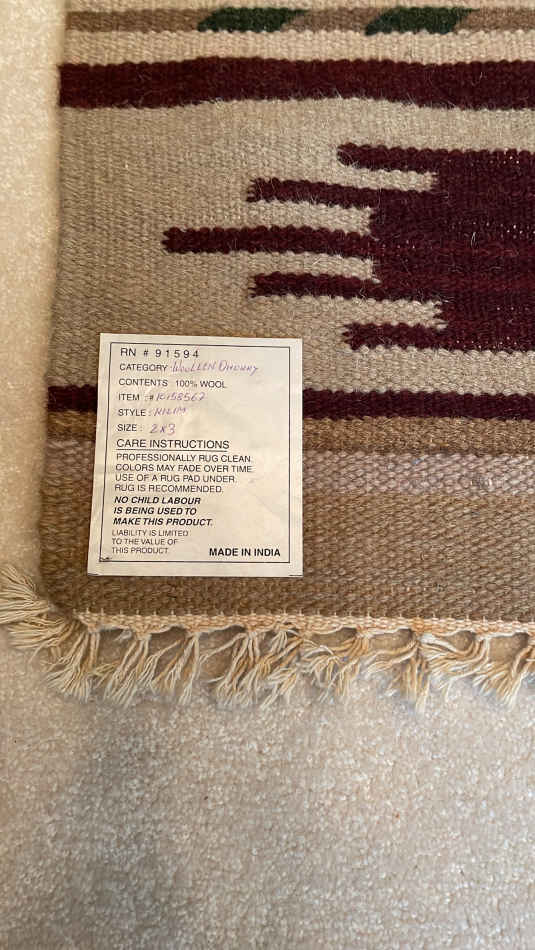 RN # 91594
CATEGORY : WOOLLEN DHURRY
CONTENTS : 100% WOOL
ITEM : # K158567
STYLE : KILIM
SIZE : 2x3
CARE INSTRUCTIONS
PROFESSIONALLY RUG CLEAN.
COLORS MAY FADE OVER TIME.
USE OF A RUG PAD UNDER.
RUG IS RECOMMENDED.
NO CHILD LABOUR
IS BEING USED TO
MAKE THIS PRODUCT.
LIABILITY IS LIMITED
TO THE VALUE OF
THIS PRODUCT. MADE IN INDIA